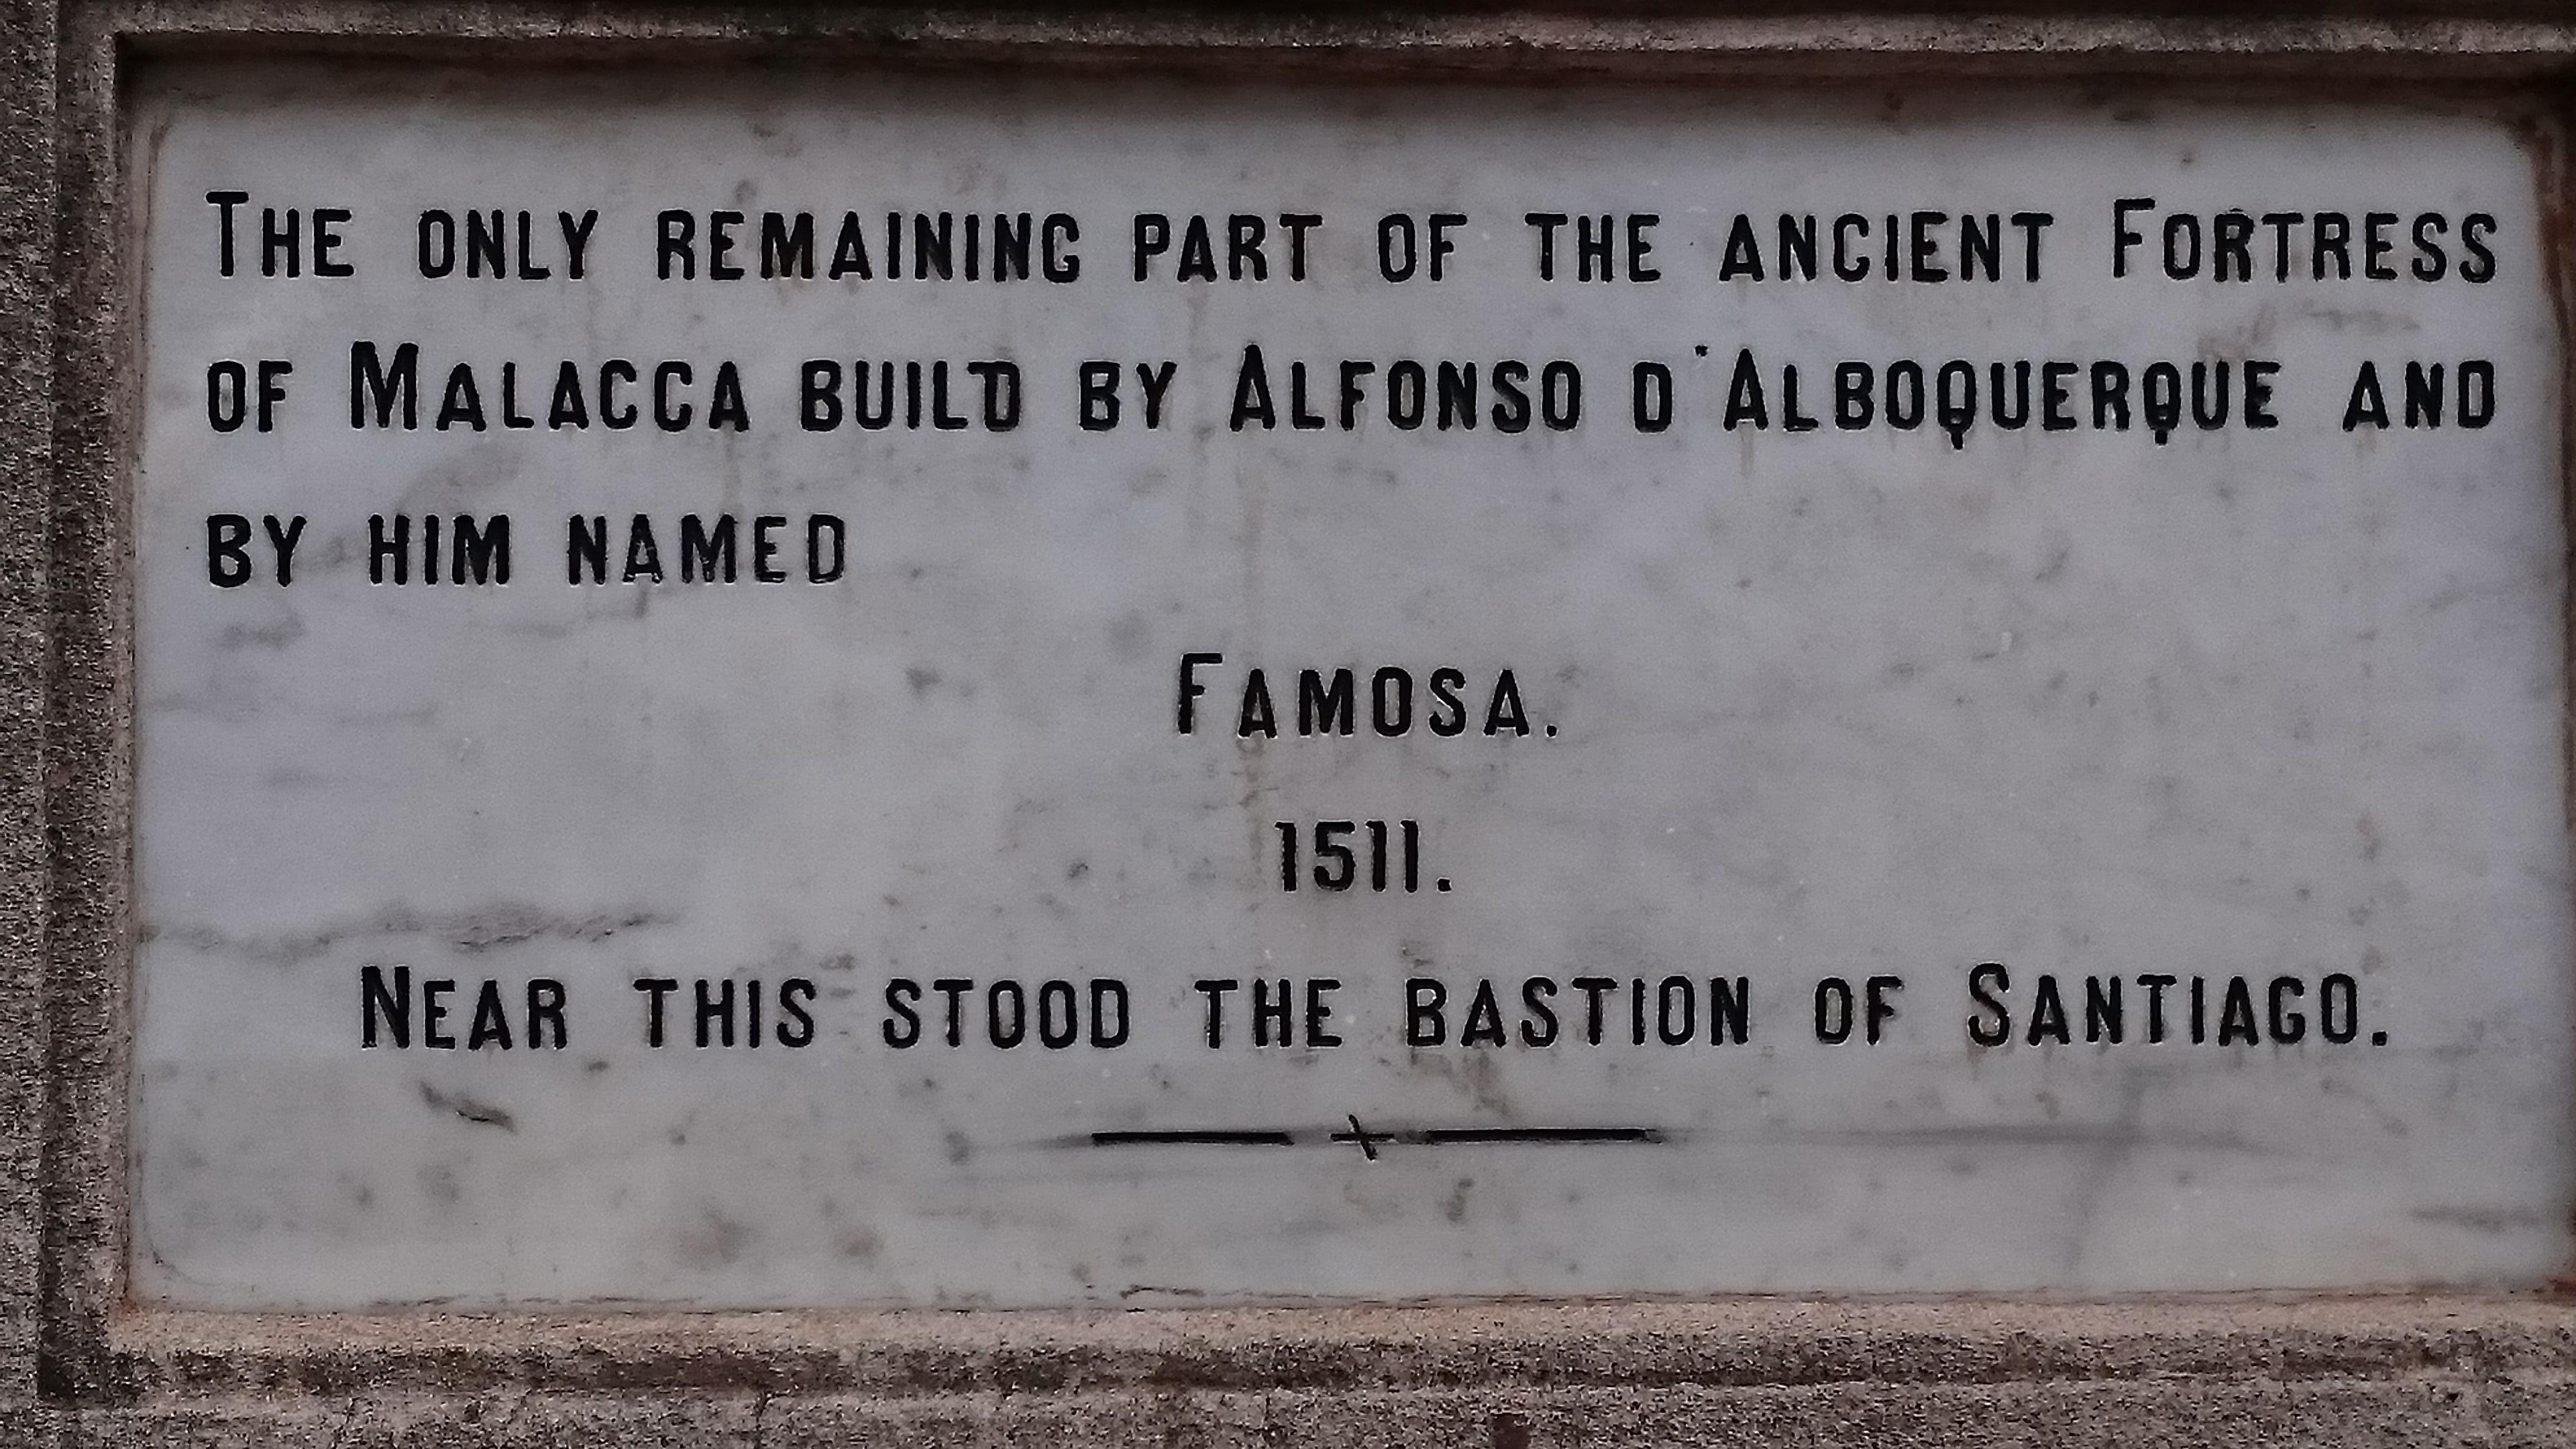 THE ONLY REMAINING PART OF THE ANCIENT FORTRESS
OF MALACCA BUILD BY ALFONSO D'ALBOQUERQUE AND
BY HIM NAMED
FAMOSA.
1511.
NEAR THIS STOOD THE BASTION OF SANTIAGO.